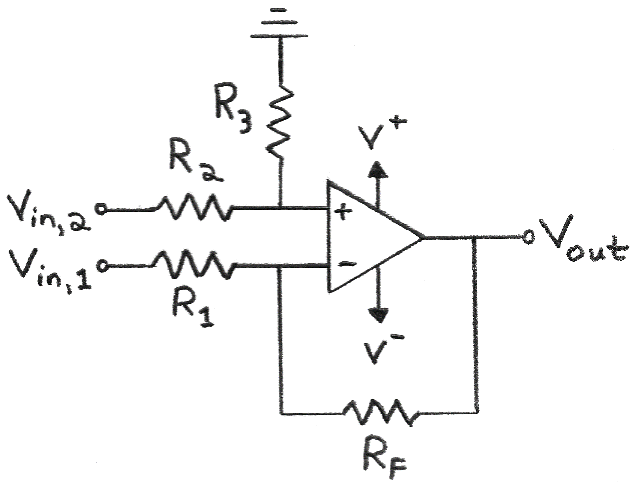 R3
V+
R2
Vin,2
+
Vin,1
-
Vout
R1
V-
RF